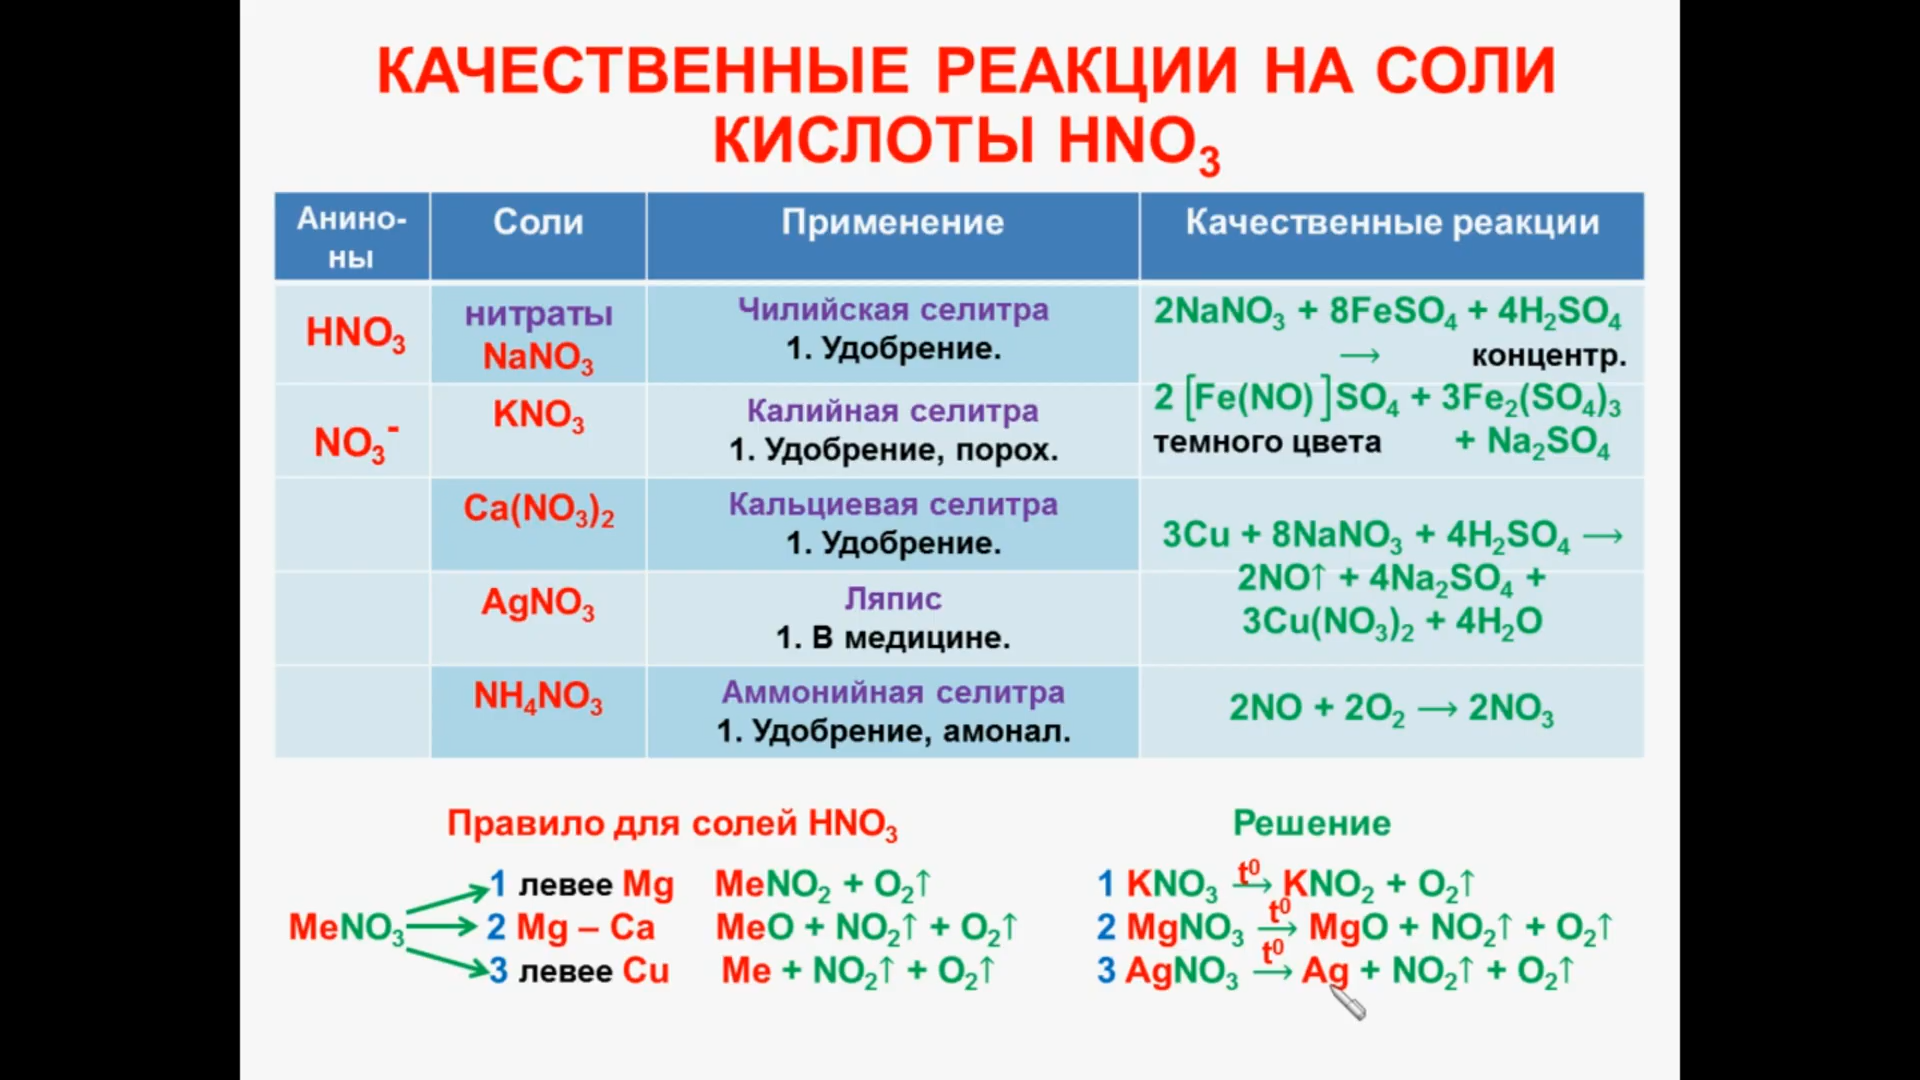 КАЧЕСТВЕННЫЕ РЕАКЦИИ НА СОЛИ
КИСЛОТЫ HNO₃
Анино-
ны
Соли
Применение
Качественные реакции
HNO₃
нитраты
NaNO₃
Чилийская селитра
1. Удобрение.
2NaNO₃ + 8FeSO₄ + 4H₂SO₄
⟶ концентр.
NO₃⁻
KNO₃
Калийная селитра
1. Удобрение, порох.
2 [Fe(NO) ]SO₄ + 3Fe₂(SO₄)₃
темного цвета + Na₂SO₄
Ca(NO₃)₂
Кальциевая селитра
1. Удобрение.
3Cu + 8NaNO₃ + 4H₂SO₄ ⟶
2NO↑ + 4Na₂SO₄ +
3Cu(NO₃)₂ + 4H₂O
AgNO₃
Ляпис
1. В медицине.
NH₄NO₃
Аммонийная селитра
1. Удобрение, амонал.
2NO + 2O₂ ⟶ 2NO₃
Правило для солей HNO₃
MeNO₃
1 левее Mg MeNO₂ + O₂↑
2 Mg – Ca MeO + NO₂↑ + O₂↑
3 левее Cu Me + NO₂↑ + O₂↑
Решение
1 KNO₃ t⁰⟶ KNO₂ + O₂↑
2 MgNO₃ t⁰⟶ MgO + NO₂↑ + O₂↑
3 AgNO₃ t⁰⟶ Ag + NO₂↑ + O₂↑